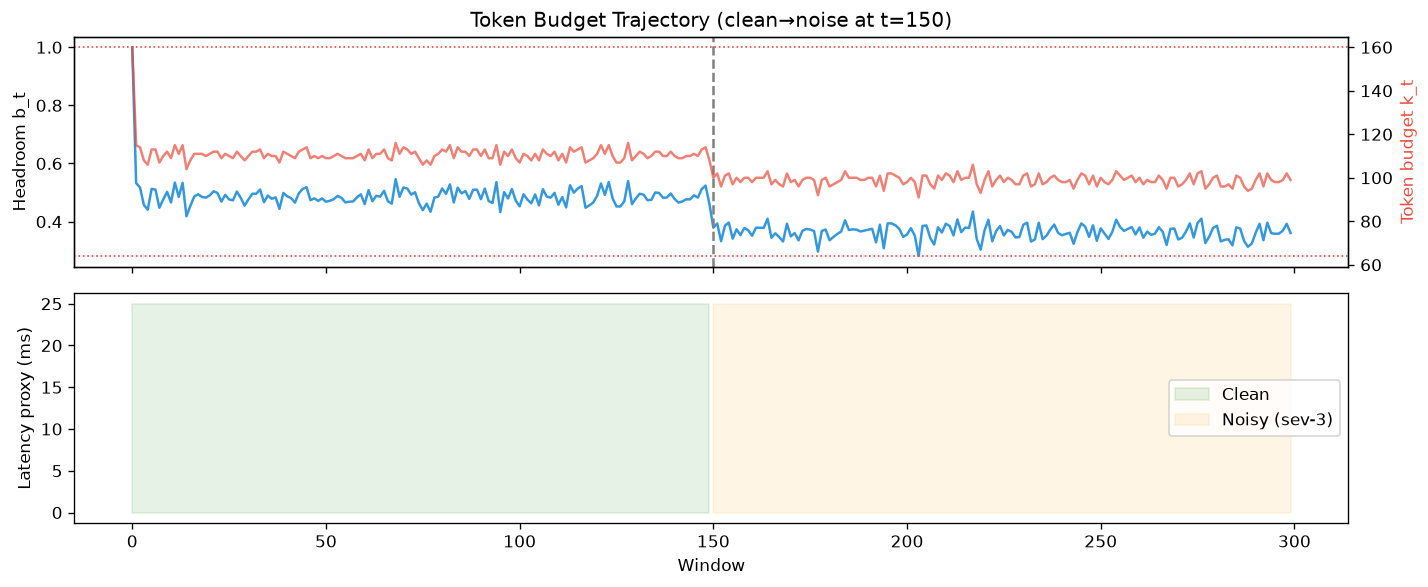 Token Budget Trajectory (clean→noise at t=150)
Headroom b_t
1.0
0.8
0.6
0.4
160
140
120
100
80
60
Token budget k_t
Latency proxy (ms)
25
20
15
10
5
0
Clean
Noisy (sev-3)
0 50 100 150 200 250 300
Window